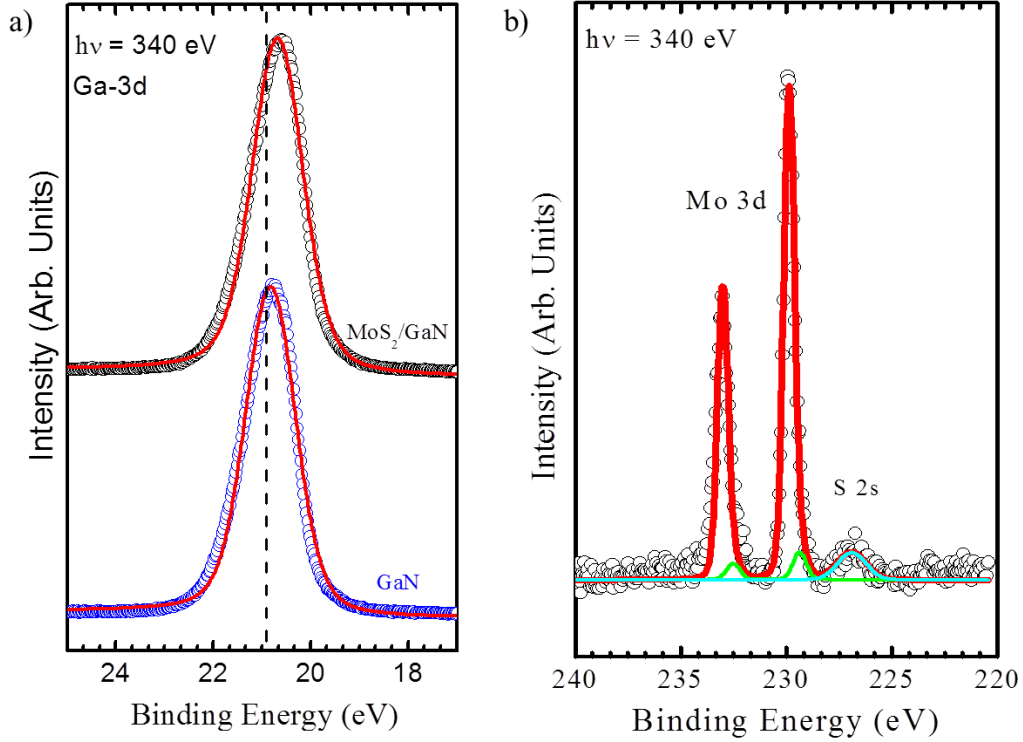 a)
hν = 340 eV
Ga-3d
MoS2/GaN
GaN
Intensity (Arb. Units)
24 22 20 18
Binding Energy (eV)
b)
hν = 340 eV
Mo 3d
S 2s
Intensity (Arb. Units)
240 235 230 225 220
Binding Energy (eV)